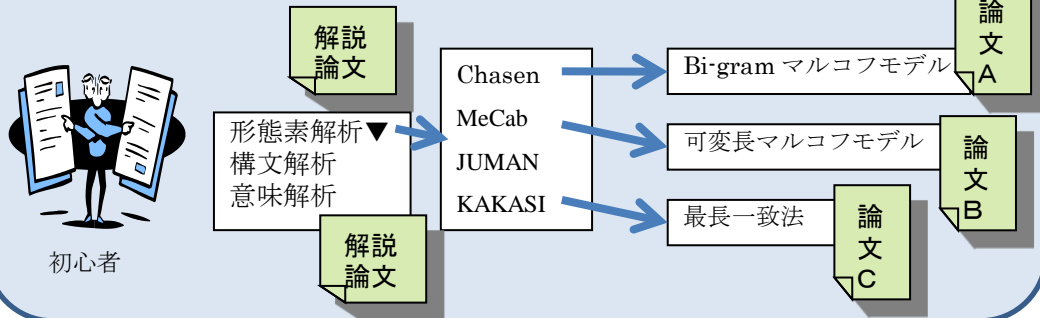 解説
論文
形態素解析▼
構文解析
意味解析
解説
論文
初心者
Chasen
MeCab
JUMAN
KAKASI
Bi-gram マルコフモデル
論
文
A
可変長マルコフモデル
論
文
B
最長一致法
論
文
C